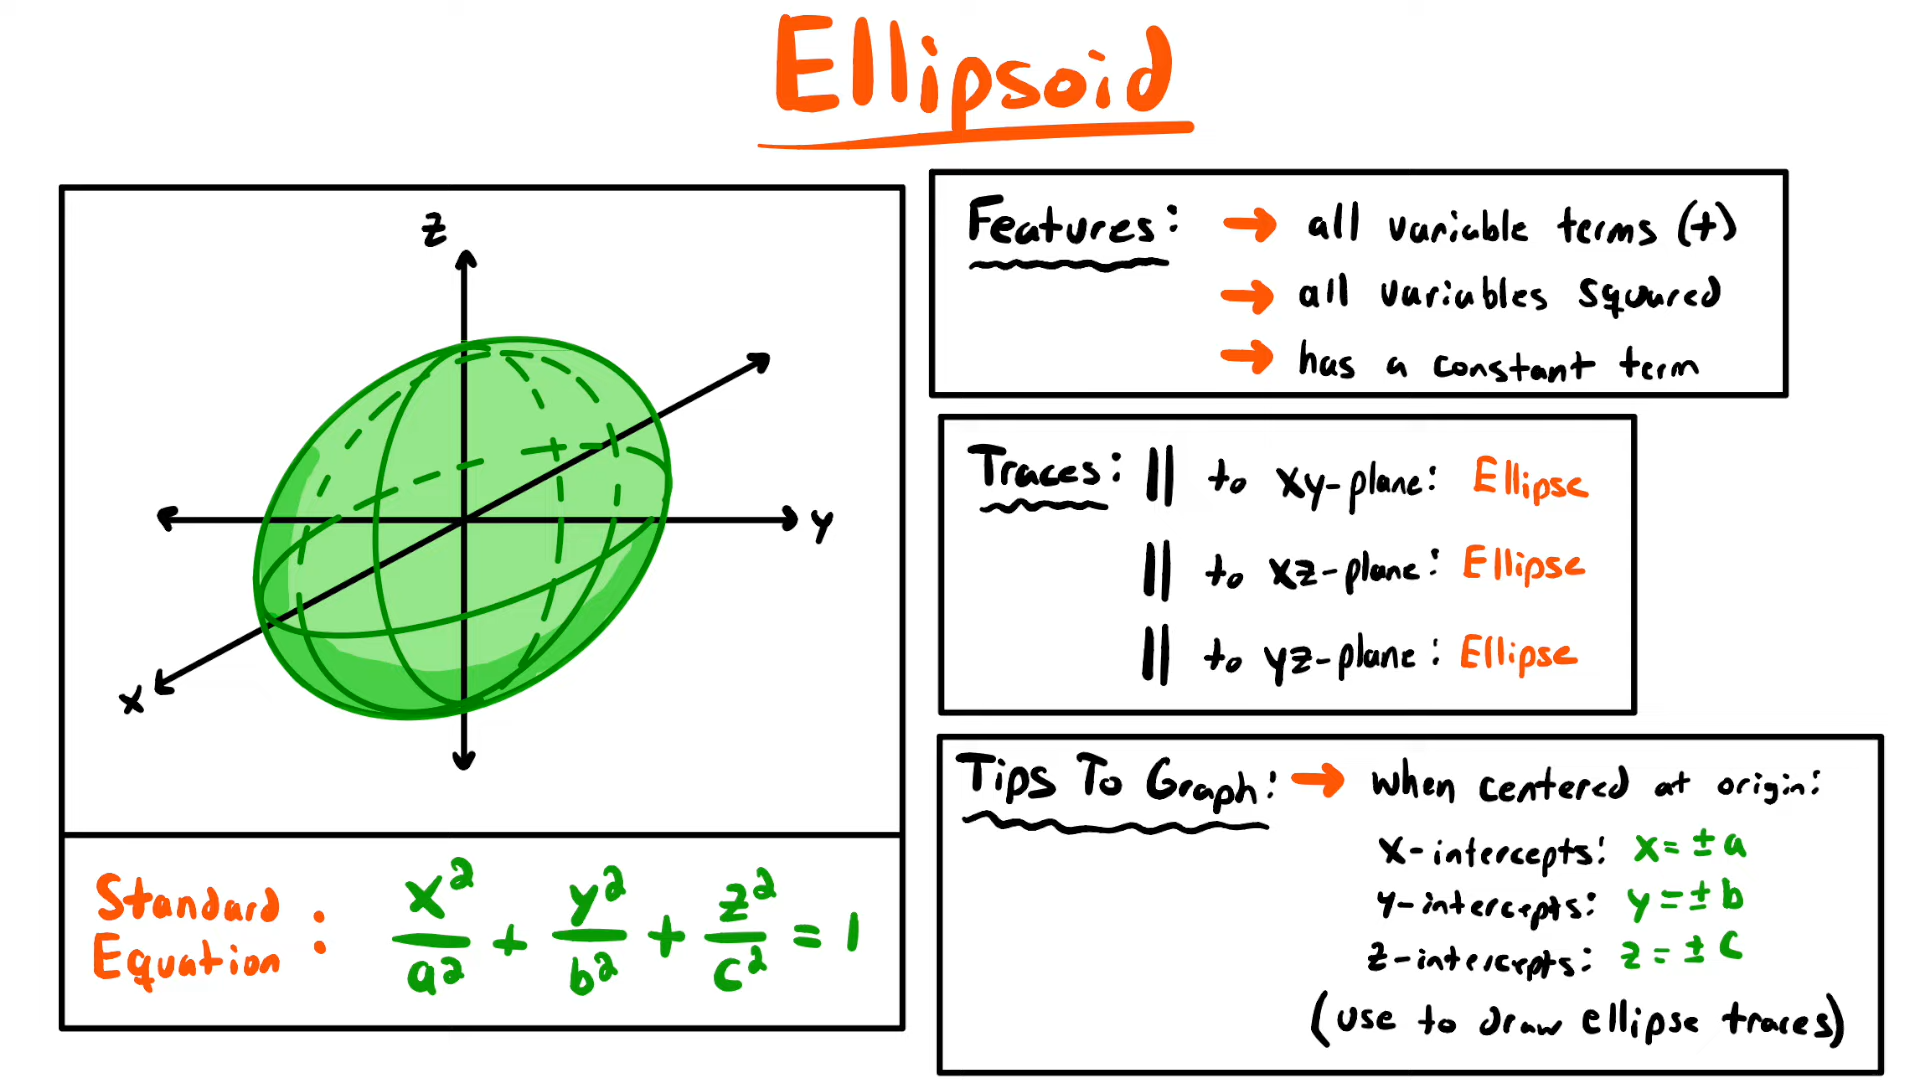 Ellipsoid
z
y
x
Standard Equation: x²/a² + y²/b² + z²/c² = 1
Features: → all variable terms (+)
→ all variables squared
→ has a constant term
Traces: || to xy-plane: Ellipse
|| to xz-plane: Ellipse
|| to yz-plane: Ellipse
Tips To Graph: → when centered at origin:
x-intercepts: x = ± a
y-intercepts: y = ± b
z-intercepts: z = ± c
(use to draw ellipse traces)